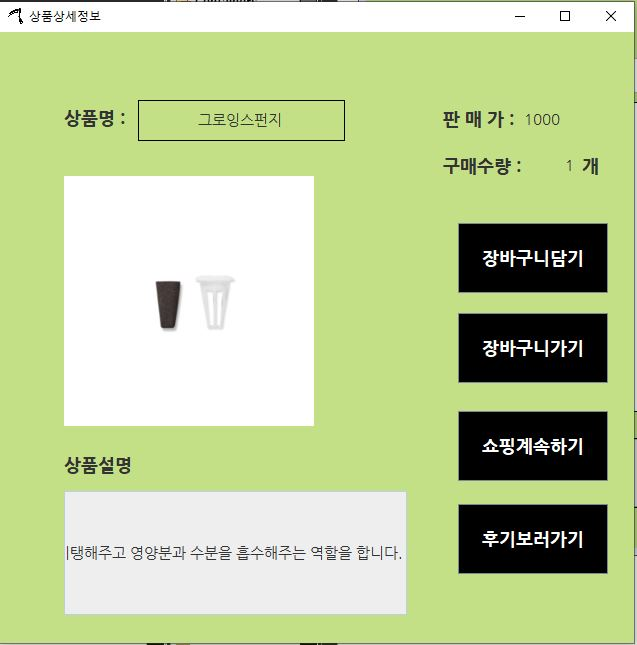 상품상세정보
상품명 :
그로잉스펀지
판 매 가 :
1000
구매수량 :
1 개
장바구니담기
장바구니가기
쇼핑계속하기
후기보러가기
상품설명
탱해주고 영양분과 수분을 흡수해주는 역할을 합니다.